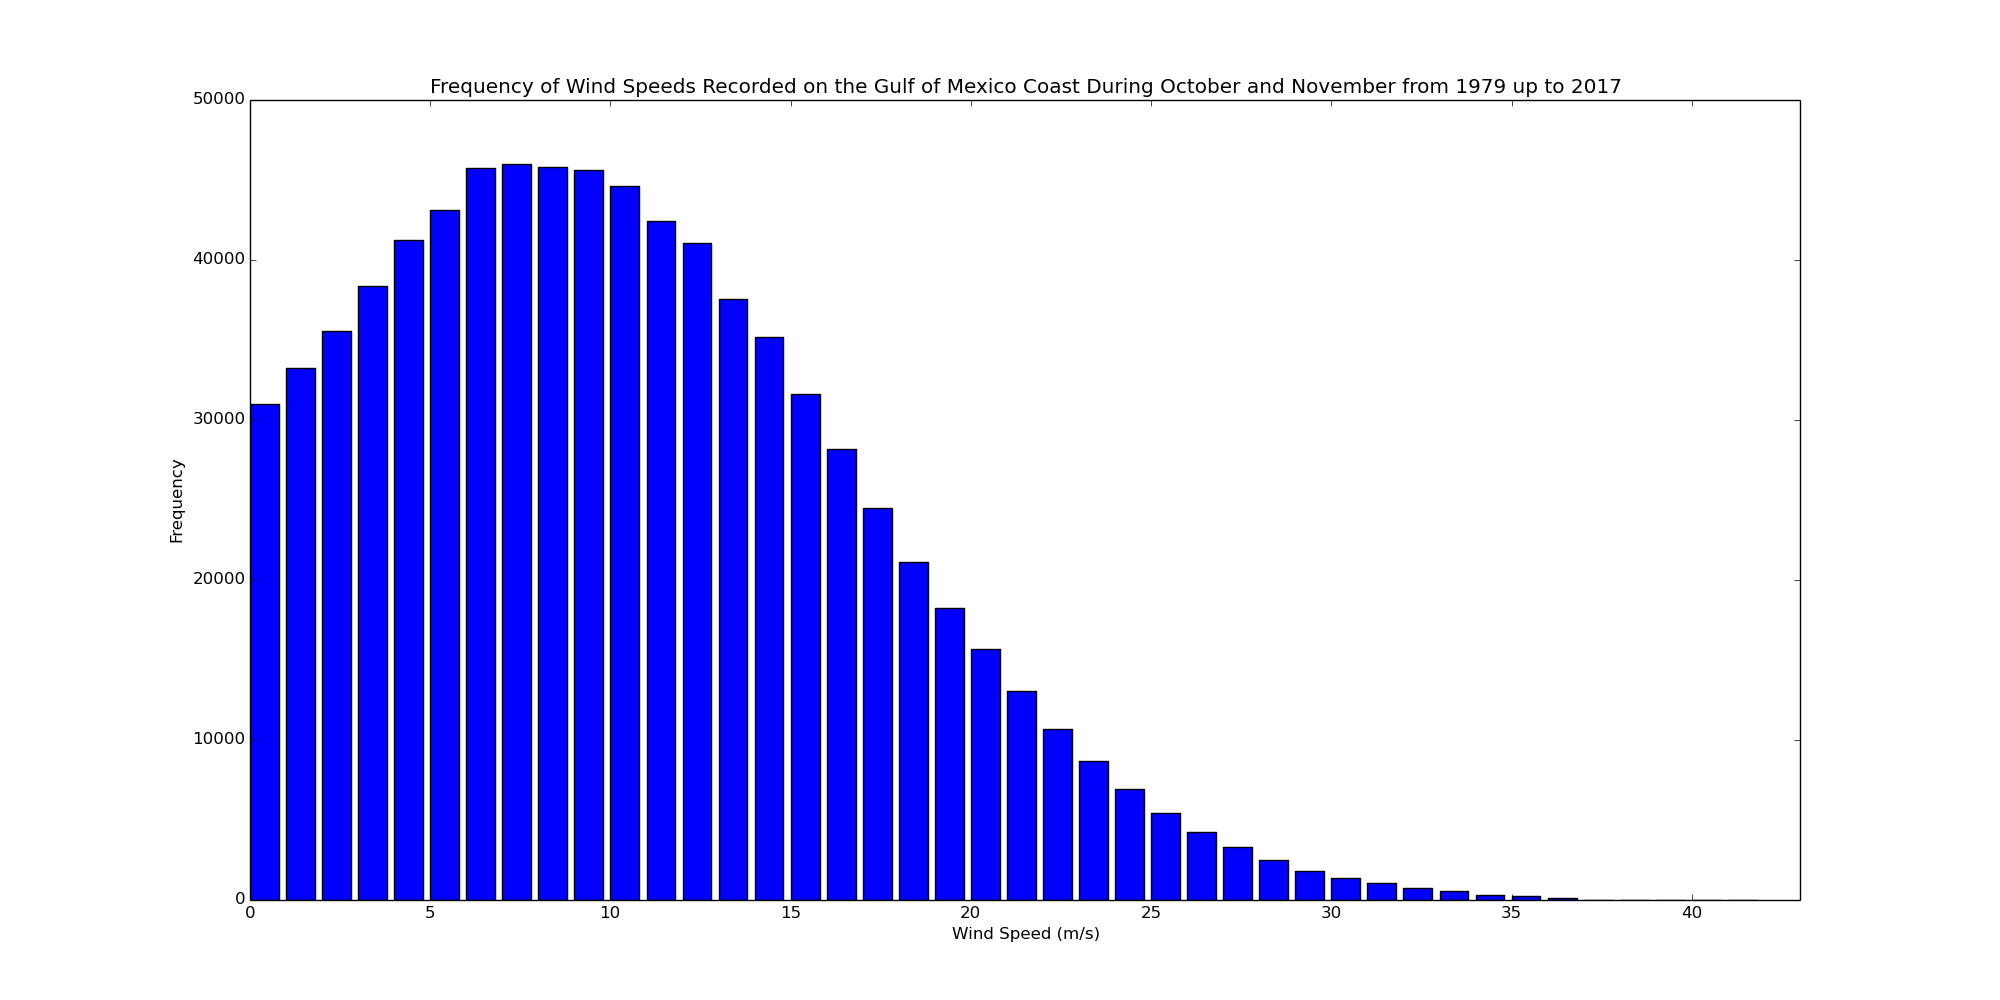 Frequency of Wind Speeds Recorded on the Gulf of Mexico Coast During October and November from 1979 up to 2017
50000
40000
30000
20000
10000
0
Frequency
0 5 10 15 20 25 30 35 40
Wind Speed (m/s)